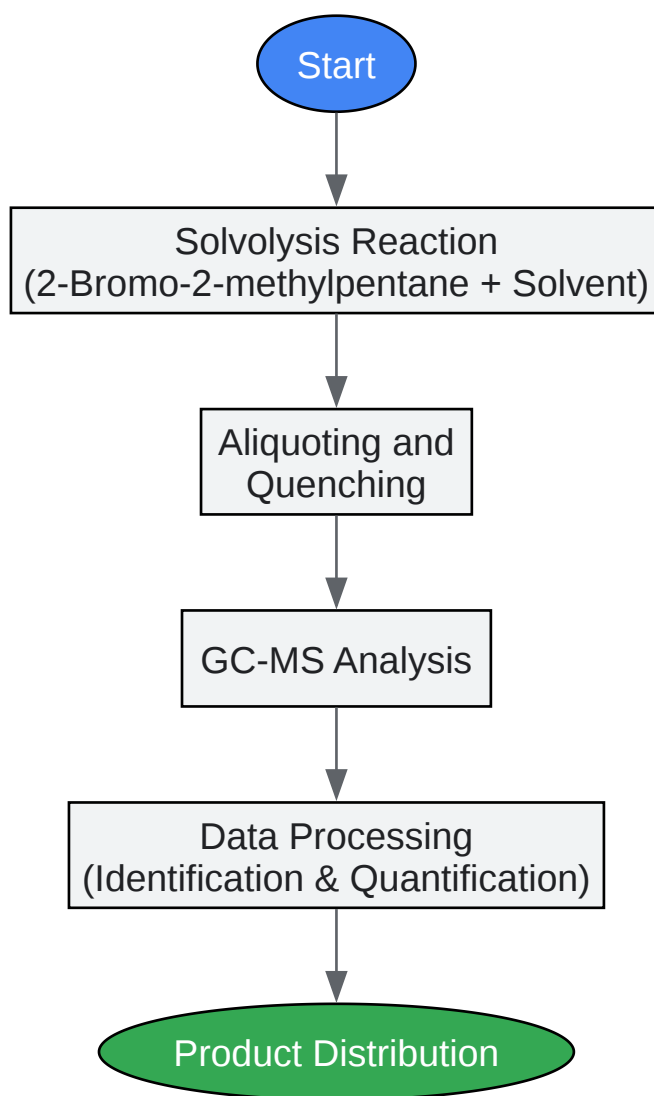 Start
Solvolysis Reaction
(2-Bromo-2-methylpentane + Solvent)
Aliquoting and
Quenching
GC-MS Analysis
Data Processing
(Identification & Quantification)
Product Distribution